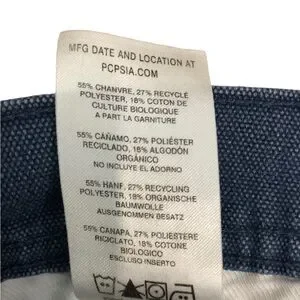 MFG DATE AND LOCATION AT
PCPSIA.COM
55% CHANVRE, 27% RECYCLÉ
POLYESTER, 18% COTON DE
CULTURE BIOLOGIQUE
A PART LA GARNITURE
55% CÁÑAMO, 27% POLIÉSTER
RECICLADO, 18% ALGODÓN
ORGÁNICO
NO INCLUYE EL ADORNO
55% HANF, 27% RECYCLING
POLYESTER, 18% ORGANISCHE
BAUMWOLLE
AUSGENOMMEN BESATZ
55% CANAPA, 27% POLIESTERE
RICICLATO, 18% COTONE
BIOLOGICO
ESCLUSO INSERTO